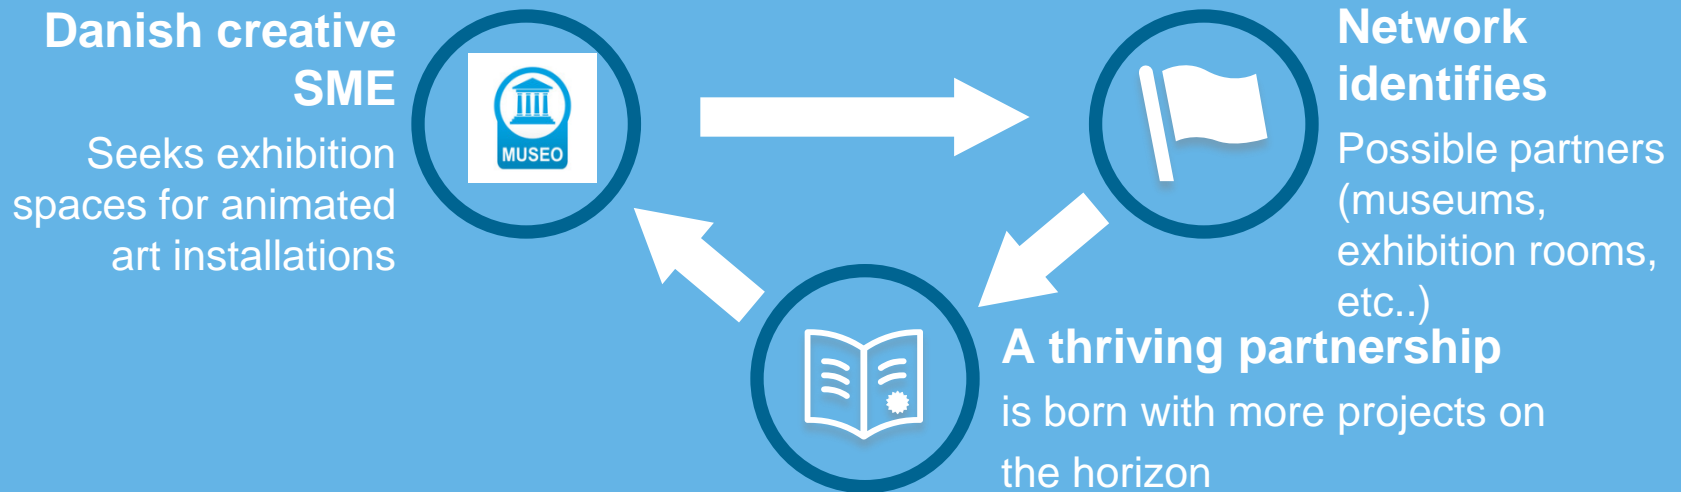 Danish creative
SME
Seeks exhibition
spaces for animated
art installations
MUSEO
Network
identifies
Possible partners
(museums,
exhibition rooms,
etc..)
A thriving partnership
is born with more projects on
the horizon